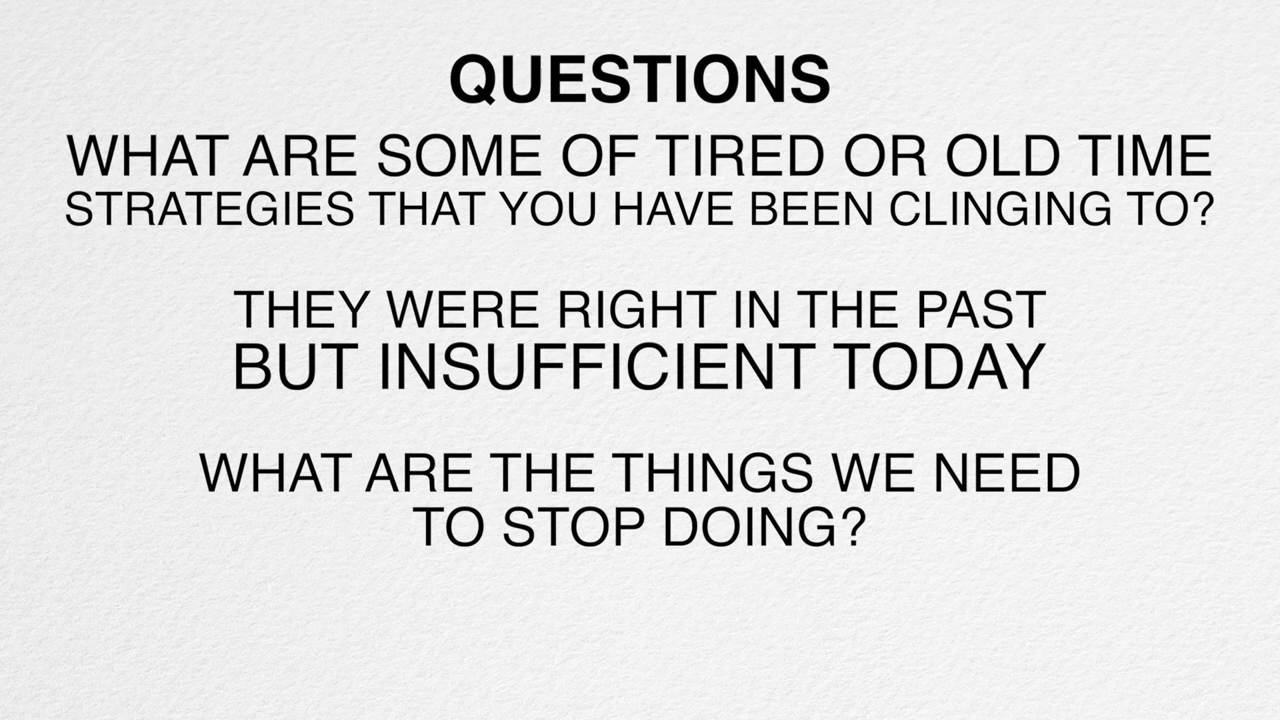 QUESTIONS
WHAT ARE SOME OF TIRED OR OLD TIME
STRATEGIES THAT YOU HAVE BEEN CLINGING TO?
THEY WERE RIGHT IN THE PAST
BUT INSUFFICIENT TODAY
WHAT ARE THE THINGS WE NEED
TO STOP DOING?